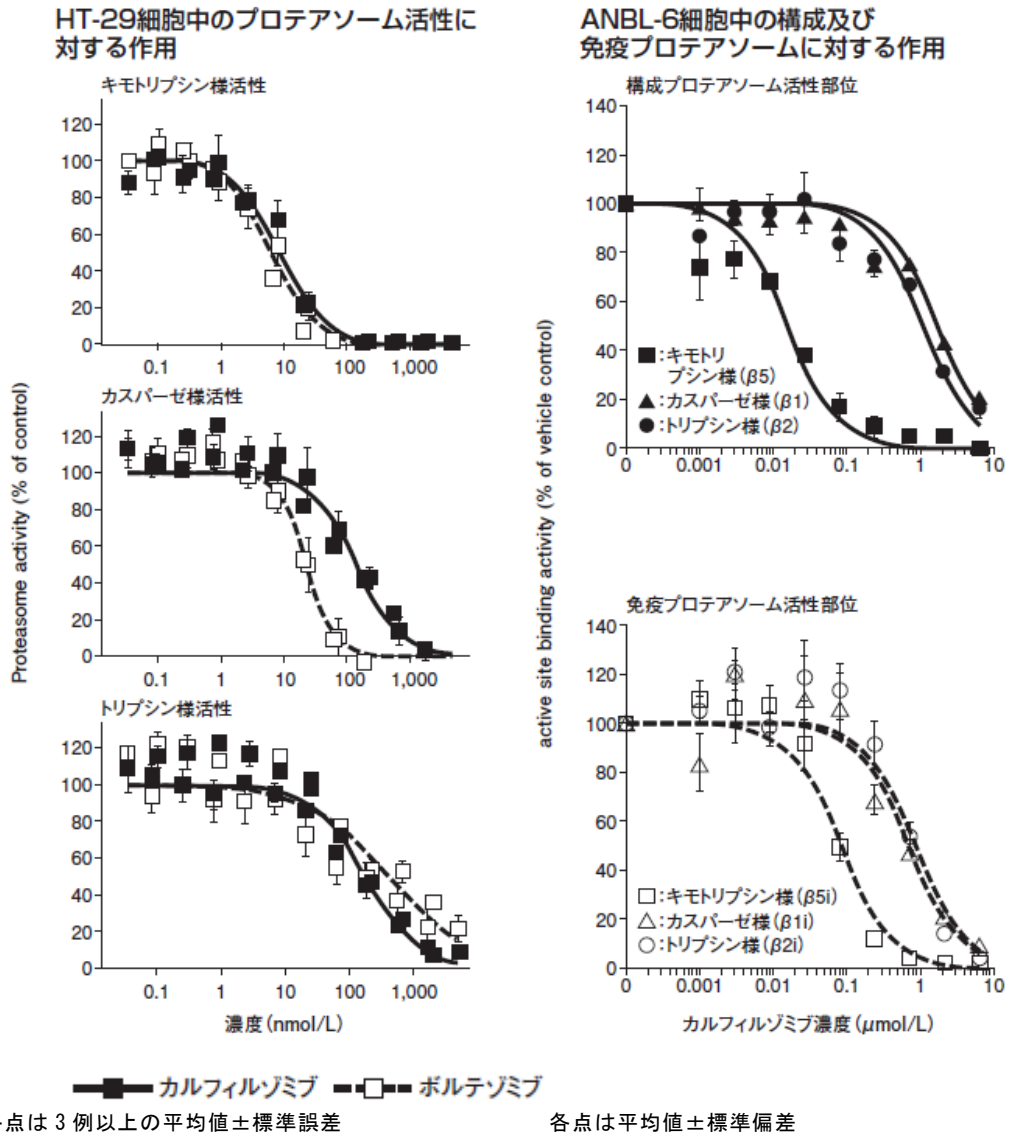 HT-29細胞中のプロテアソーム活性に
対する作用
キモトリプシン様活性
120
100
80
60
40
20
0
0.1 1 10 100 1,000
カスパーゼ様活性
120
100
80
60
40
20
0
0.1 1 10 100 1,000
トリプシン様活性
120
100
80
60
40
20
0
0.1 1 10 100 1,000
濃度(nmol/L)
Proteasome activity (% of control)
ANBL-6細胞中の構成及び
免疫プロテアソームに対する作用
構成プロテアソーム活性部位
140
120
100
80
60
40
20
0
■:キモトリ
プシン様(β5)
▲:カスパーゼ様(β1)
●:トリプシン様(β2)
0 0.001 0.01 0.1 1 10
免疫プロテアソーム活性部位
140
120
100
80
60
40
20
0
□:キモトリプシン様(β5i)
△:カスパーゼ様(β1i)
○:トリプシン様(β2i)
0 0.001 0.01 0.1 1 10
カルフィルゾミブ濃度(μmol/L)
active site binding activity (% of vehicle control)
カルフィルゾミブ ボルテゾミブ
点は3例以上の平均値±標準誤差
各点は平均値±標準偏差